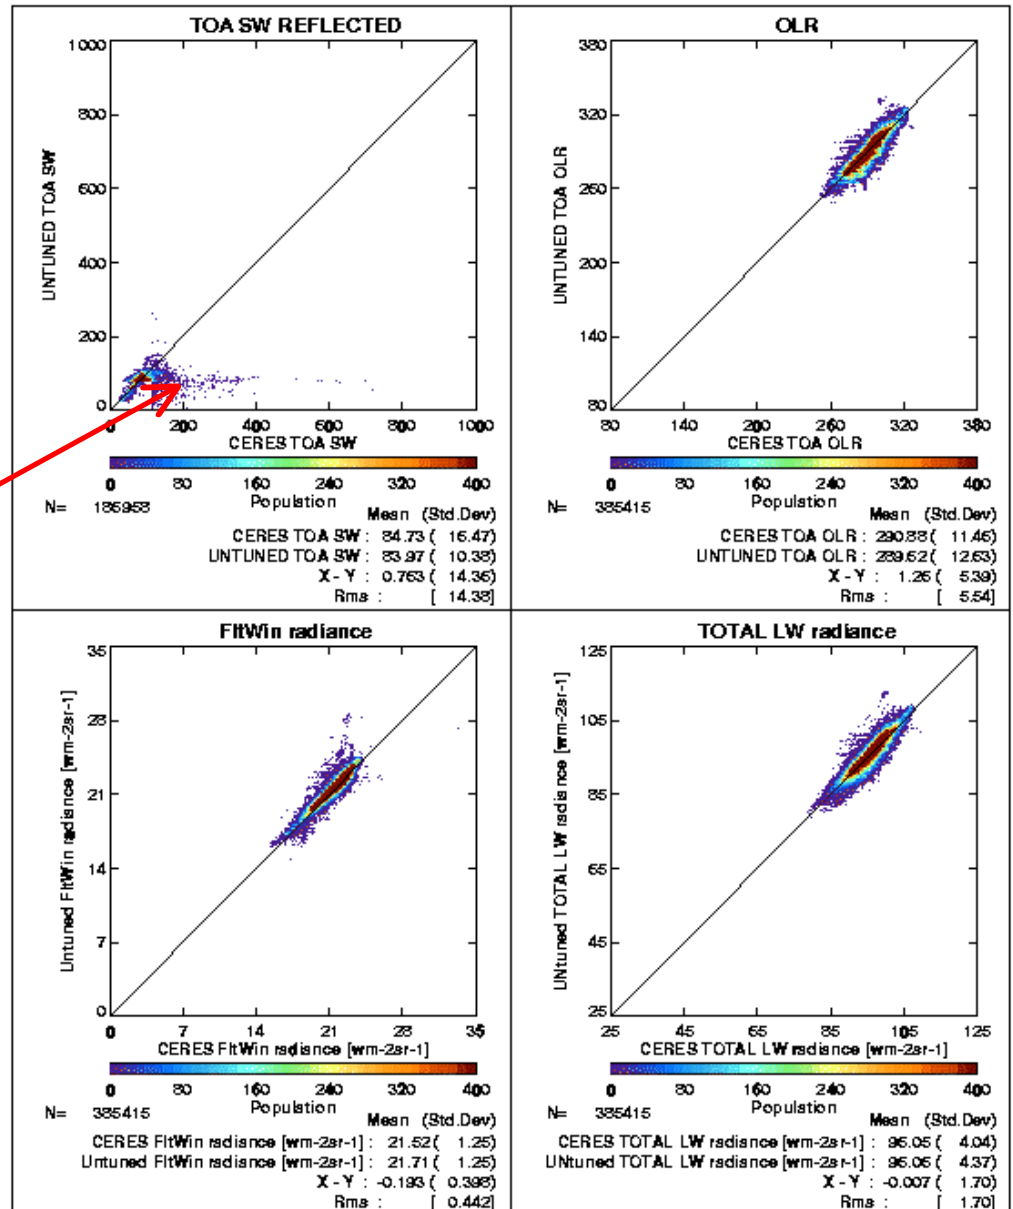 TOA SW REFLECTED
1000
800
600
400
200
0
UNTUNED TOA SW
0 200 400 600 800 1000
CERES TOA SW
0 80 160 240 320 400
Population
N= 185953
Mean (Std.Dev)
CERES TOA SW : 84.73 ( 16.47)
UNTUNED TOA SW : 83.97 ( 10.38)
X - Y : 0.763 ( 14.36)
Rms : [ 14.38]
OLR
380
320
260
200
140
80
UNTUNED TOA OLR
80 140 200 260 320 380
CERES TOA OLR
0 80 160 240 320 400
Population
N= 385415
Mean (Std.Dev)
CERES TOA OLR : 290.88 ( 11.46)
UNTUNED TOA OLR : 289.62 ( 12.63)
X - Y : 1.26 ( 5.39)
Rms : [ 5.54]
FltWin radiance
35
28
21
14
7
0
Untuned FltWin radiance [wm-2sr-1]
0 7 14 21 28 35
CERES FltWin radiance [wm-2sr-1]
0 80 160 240 320 400
Population
N= 385415
Mean (Std.Dev)
CERES FltWin radiance [wm-2sr-1] : 21.52 ( 1.25)
Untuned FltWin radiance [wm-2sr-1] : 21.71 ( 1.25)
X - Y : -0.193 ( 0.398)
Rms : [ 0.442]
TOTAL LW radiance
125
105
85
65
45
25
UNtuned TOTAL LW radiance [wm-2sr-1]
25 45 65 85 105 125
CERES TOTAL LW radiance [wm-2sr-1]
0 80 160 240 320 400
Population
N= 385415
Mean (Std.Dev)
CERES TOTAL LW radiance [wm-2sr-1] : 95.05 ( 4.04)
UNtuned TOTAL LW radiance [wm-2sr-1] : 95.06 ( 4.37)
X - Y : -0.007 ( 1.70)
Rms : [ 1.70]